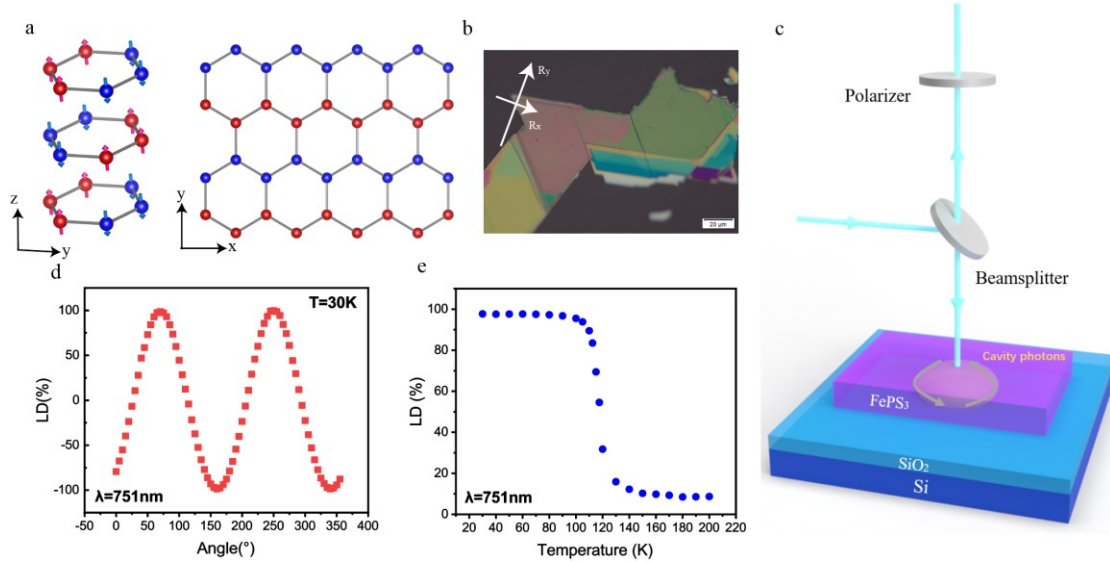 a
z
y
y
x
b
Ry
Rx
20 μm
c
Polarizer
Beamsplitter
Cavity photons
FePS3
SiO2
Si
d
LD(%)
100
50
0
-50
-100
T=30K
λ=751nm
-50 0 50 100 150 200 250 300 350 400
Angle(°)
e
LD (%)
100
80
60
40
20
0
λ=751nm
40 60 80 100 120 140 160 180 200 220
Temperature (K)